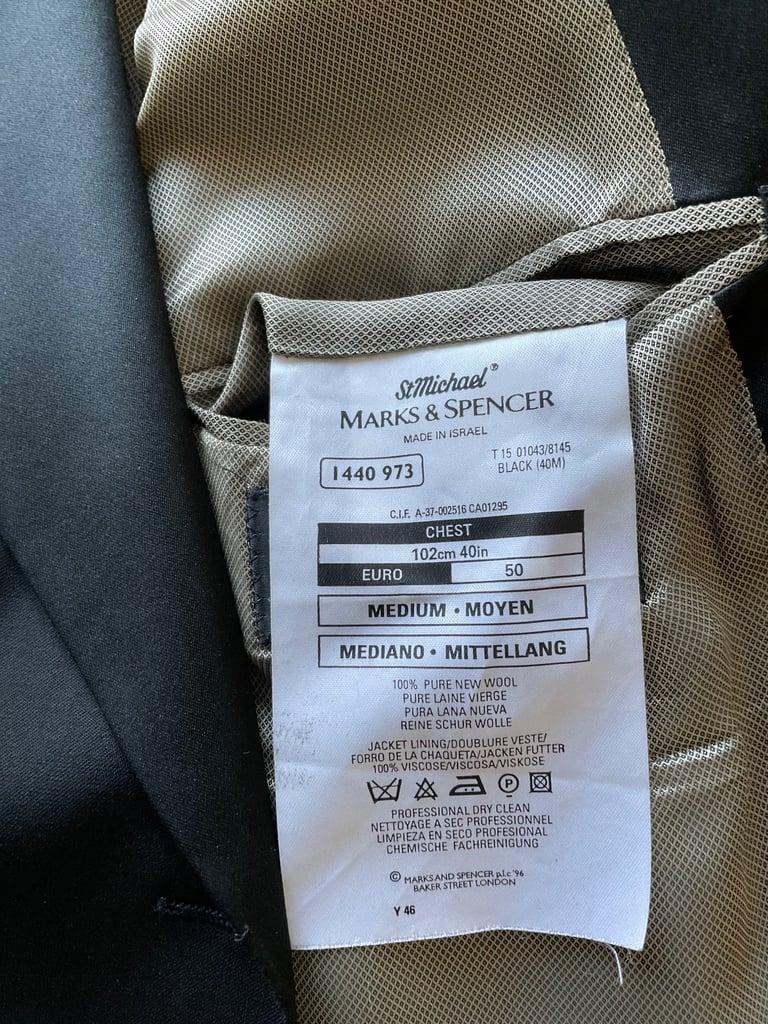 StMichael®
MARKS & SPENCER
MADE IN ISRAEL
1440 973
T 15 01043/8145
BLACK (40M)
C.I.F. A-37-002516 CA01295
CHEST
102cm 40in
EURO 50
MEDIUM • MOYEN
MEDIANO • MITTELLANG
100% PURE NEW WOOL
PURE LAINE VIERGE
PURA LANA NUEVA
REINE SCHUR WOLLE
JACKET LINING/DOUBLURE VESTE/
FORRO DE LA CHAQUETA/JACKEN FUTTER
100% VISCOSE/VISCOSA/VISKOSE
P
PROFESSIONAL DRY CLEAN
NETTOYAGE A SEC PROFESSIONNEL
LIMPIEZA EN SECO PROFESIONAL
CHEMISCHE FACHREINIGUNG
© MARKS AND SPENCER p.l.c '96
BAKER STREET LONDON
Y 46